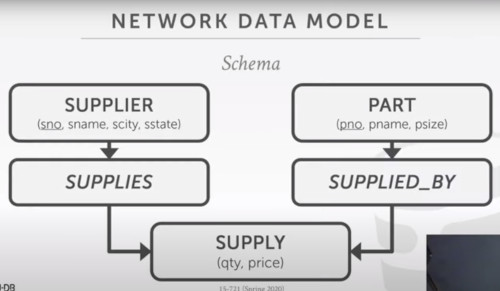 NETWORK DATA MODEL
Schema
SUPPLIER
(sno, sname, scity, sstate)
PART
(pno, pname, psize)
SUPPLIES
SUPPLIED_BY
SUPPLY
(qty, price)
15-721 (Spring 2020)